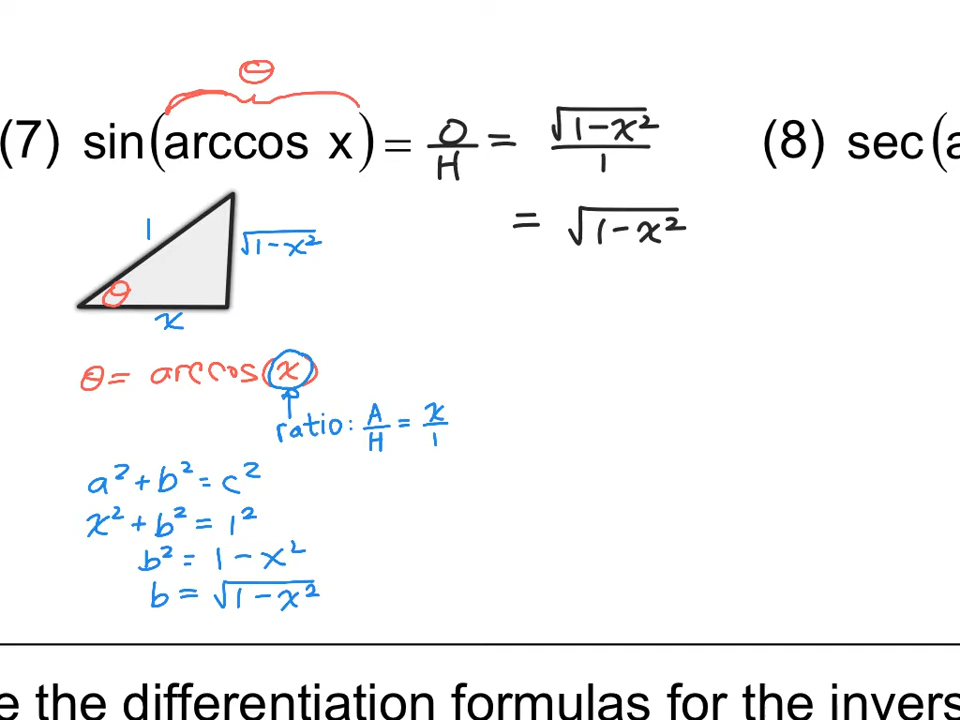 θ
(7) sin(arccos x) = O/H = √(1-x²)/1
= √(1-x²)
(8) sec(a
1
√(1-x²)
θ
x
θ = arccos(x)
ratio: A/H = x/1
a² + b² = c²
x² + b² = 1²
b² = 1 - x²
b = √(1-x²)
e the differentiation formulas for the invers